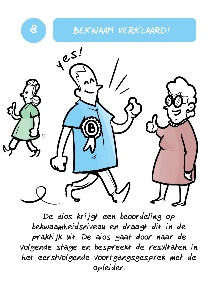 8
BEKWAAM VERKLAARD!
yes!
B
De aios krijgt een beoordeling op
bekwaamheidsniveau en draagt dit in de
praktijk uit. De aios gaat door naar de
volgende stage en bespreekt de resultaten in
het eerstvolgende voortgangsgesprek met de
opleider.